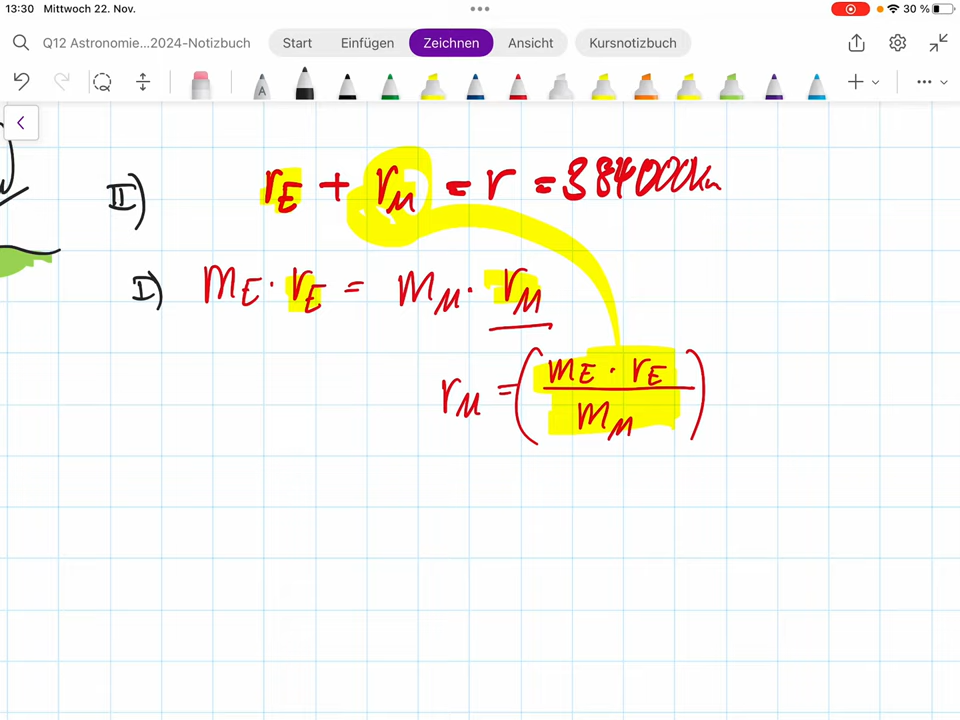 13:30 Mittwoch 22. Nov. 30 %
Q12 Astronomie...2024-Notizbuch Start Einfügen Zeichnen Ansicht Kursnotizbuch
A
II) rE + rM = r = 384000km
I) mE · rE = mM · rM
rM = (mE · rE / mM)